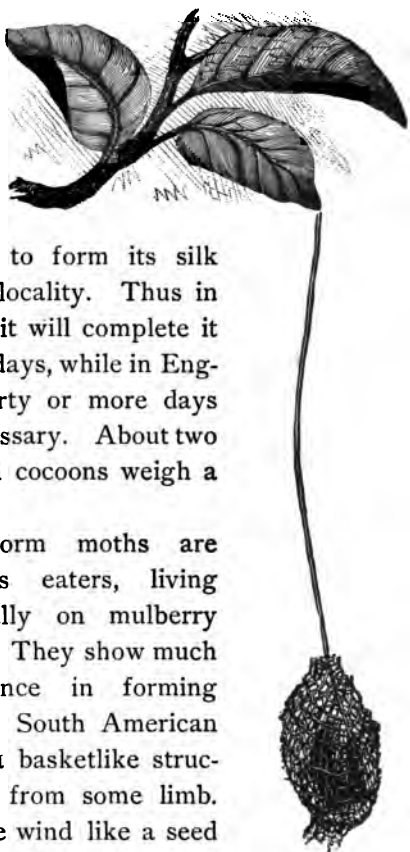 to form its silk
locality. Thus in
it will complete it
days, while in Eng-
rty or more days
ssary. About two
cocoons weigh a
orm moths are
s eaters, living
lly on mulberry
They show much
nce in forming
South American
basketlike struc-
from some limb.
wind like a seed